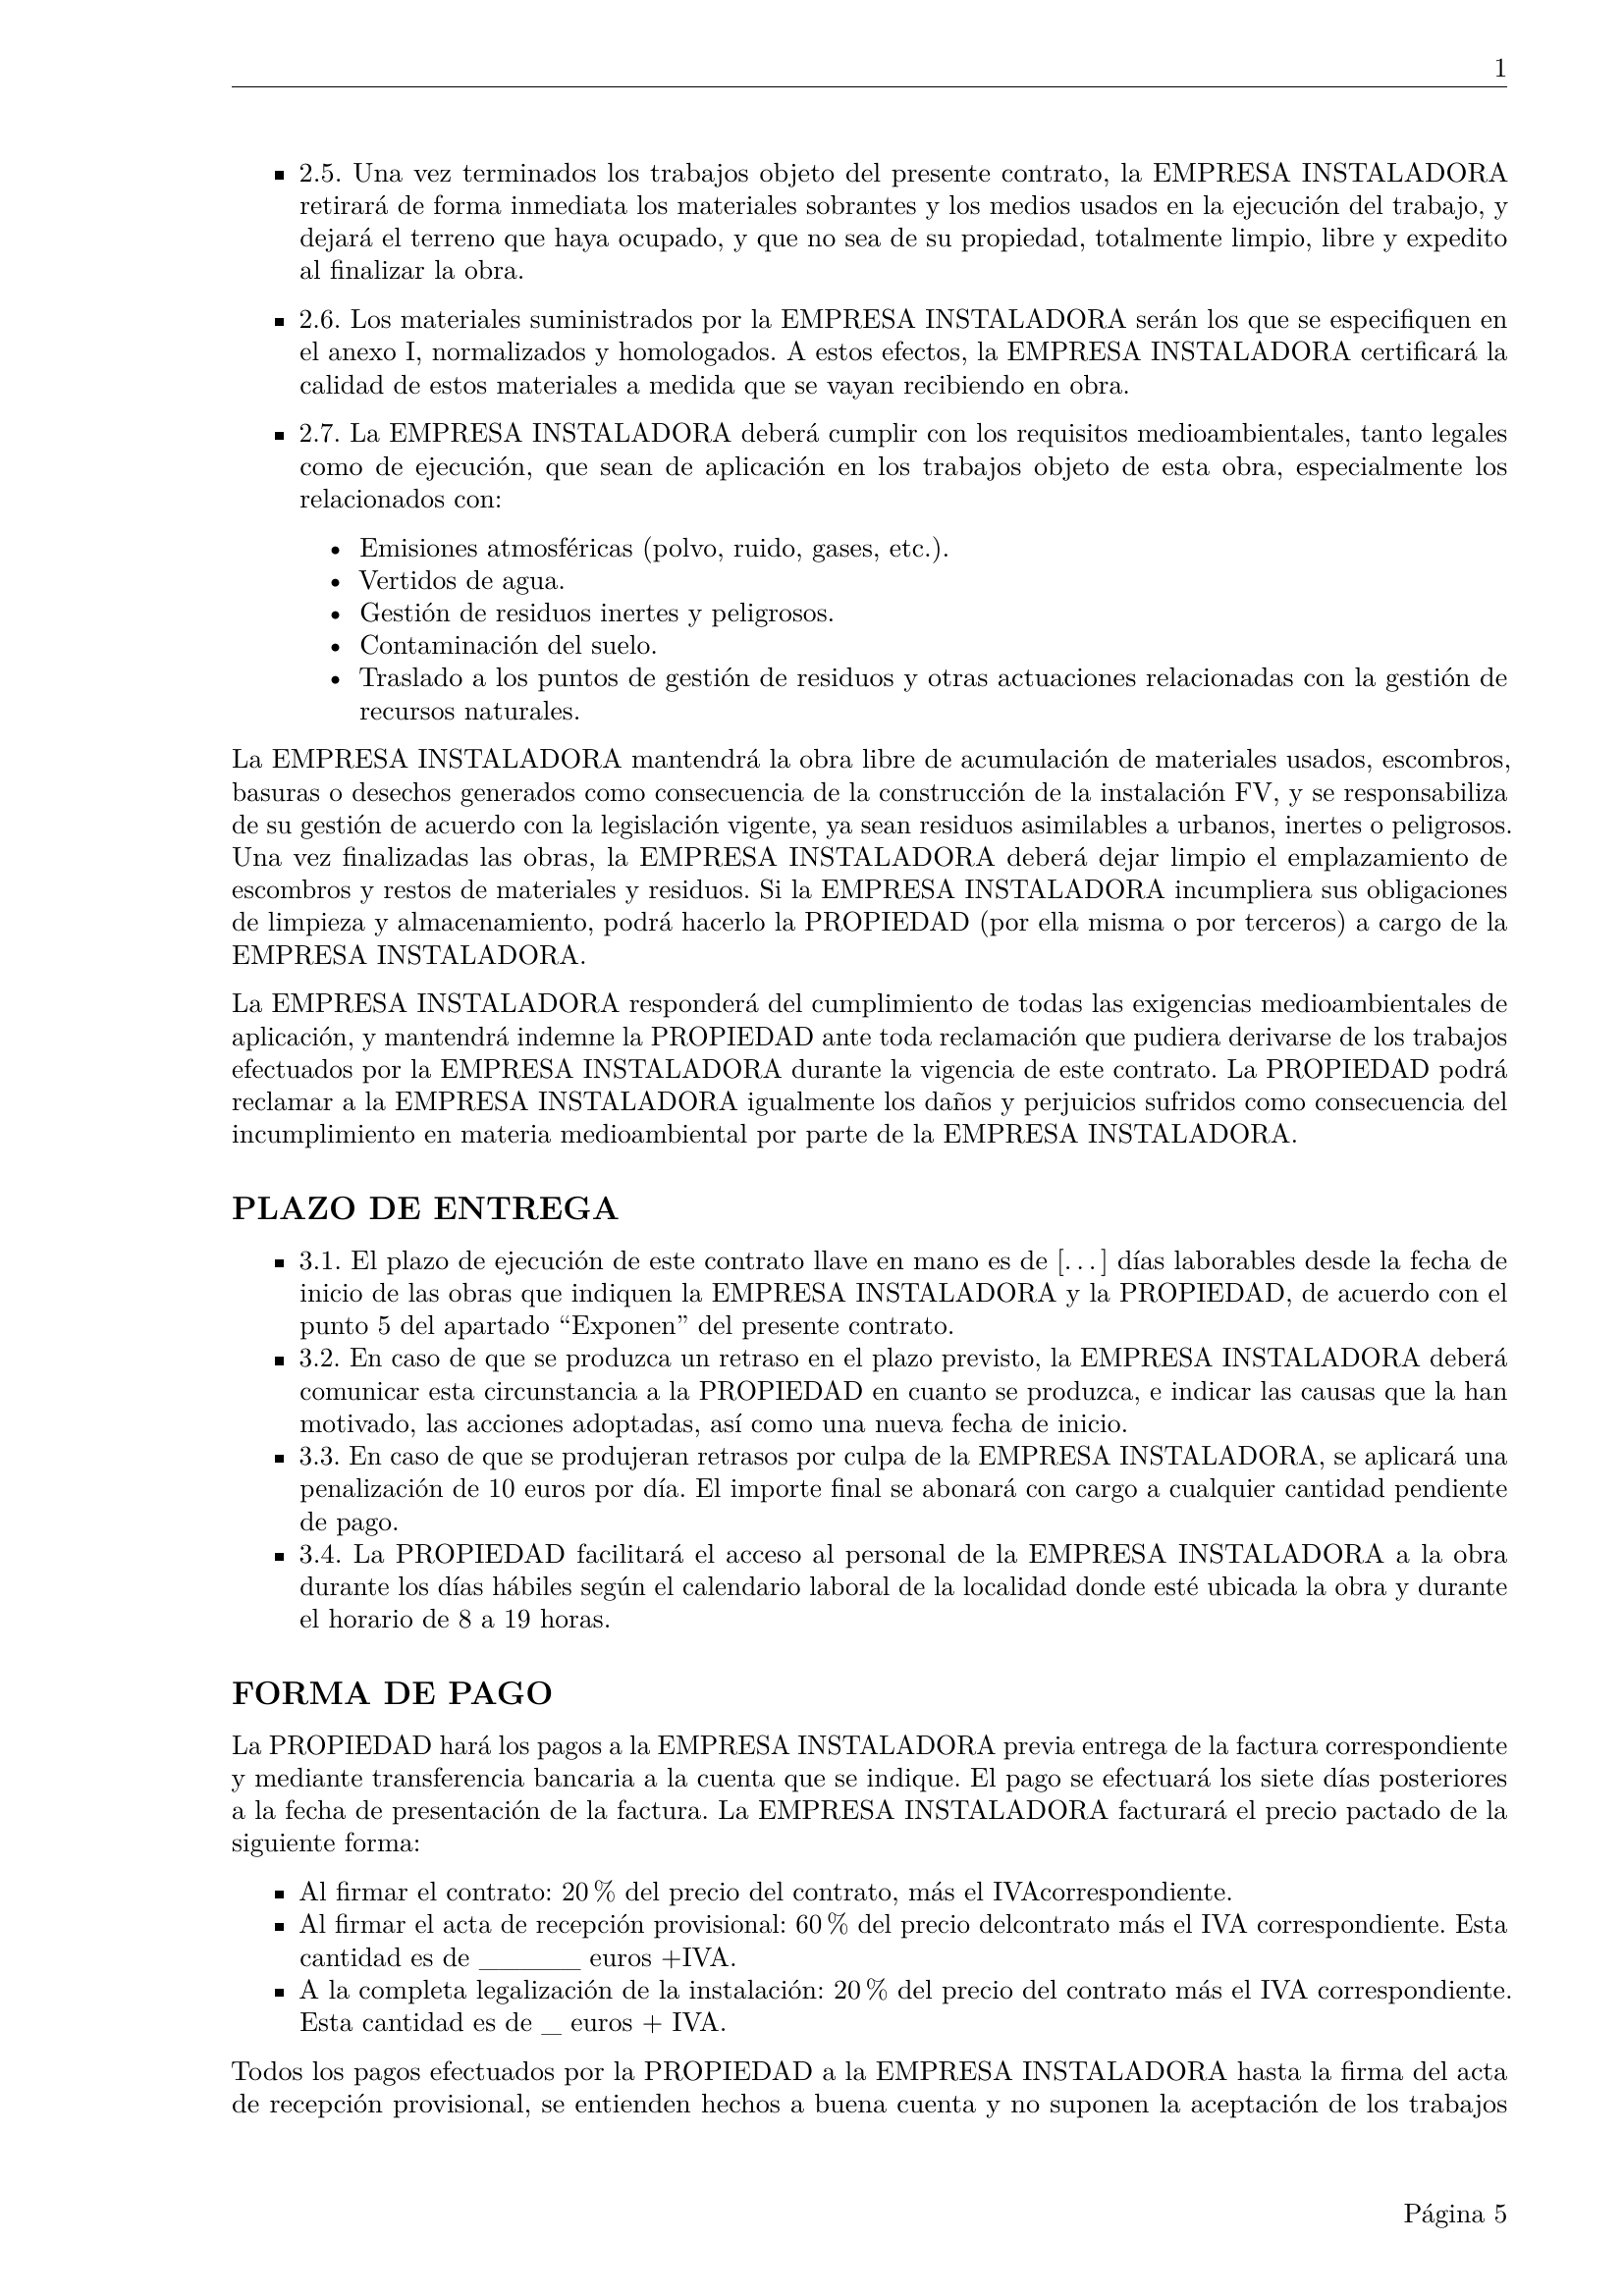 1
▪ 2.5. Una vez terminados los trabajos objeto del presente contrato, la EMPRESA INSTALADORA
retirará de forma inmediata los materiales sobrantes y los medios usados en la ejecución del trabajo, y
dejará el terreno que haya ocupado, y que no sea de su propiedad, totalmente limpio, libre y expedito
al finalizar la obra.
▪ 2.6. Los materiales suministrados por la EMPRESA INSTALADORA serán los que se especifiquen en
el anexo I, normalizados y homologados. A estos efectos, la EMPRESA INSTALADORA certificará la
calidad de estos materiales a medida que se vayan recibiendo en obra.
▪ 2.7. La EMPRESA INSTALADORA deberá cumplir con los requisitos medioambientales, tanto legales
como de ejecución, que sean de aplicación en los trabajos objeto de esta obra, especialmente los
relacionados con:
• Emisiones atmosféricas (polvo, ruido, gases, etc.).
• Vertidos de agua.
• Gestión de residuos inertes y peligrosos.
• Contaminación del suelo.
• Traslado a los puntos de gestión de residuos y otras actuaciones relacionadas con la gestión de
recursos naturales.
La EMPRESA INSTALADORA mantendrá la obra libre de acumulación de materiales usados, escombros,
basuras o desechos generados como consecuencia de la construcción de la instalación FV, y se responsabiliza
de su gestión de acuerdo con la legislación vigente, ya sean residuos asimilables a urbanos, inertes o peligrosos.
Una vez finalizadas las obras, la EMPRESA INSTALADORA deberá dejar limpio el emplazamiento de
escombros y restos de materiales y residuos. Si la EMPRESA INSTALADORA incumpliera sus obligaciones
de limpieza y almacenamiento, podrá hacerlo la PROPIEDAD (por ella misma o por terceros) a cargo de la
EMPRESA INSTALADORA.
La EMPRESA INSTALADORA responderá del cumplimiento de todas las exigencias medioambientales de
aplicación, y mantendrá indemne la PROPIEDAD ante toda reclamación que pudiera derivarse de los trabajos
efectuados por la EMPRESA INSTALADORA durante la vigencia de este contrato. La PROPIEDAD podrá
reclamar a la EMPRESA INSTALADORA igualmente los daños y perjuicios sufridos como consecuencia del
incumplimiento en materia medioambiental por parte de la EMPRESA INSTALADORA.
PLAZO DE ENTREGA
▪ 3.1. El plazo de ejecución de este contrato llave en mano es de [...] días laborables desde la fecha de
inicio de las obras que indiquen la EMPRESA INSTALADORA y la PROPIEDAD, de acuerdo con el
punto 5 del apartado “Exponen” del presente contrato.
▪ 3.2. En caso de que se produzca un retraso en el plazo previsto, la EMPRESA INSTALADORA deberá
comunicar esta circunstancia a la PROPIEDAD en cuanto se produzca, e indicar las causas que la han
motivado, las acciones adoptadas, así como una nueva fecha de inicio.
▪ 3.3. En caso de que se produjeran retrasos por culpa de la EMPRESA INSTALADORA, se aplicará una
penalización de 10 euros por día. El importe final se abonará con cargo a cualquier cantidad pendiente
de pago.
▪ 3.4. La PROPIEDAD facilitará el acceso al personal de la EMPRESA INSTALADORA a la obra
durante los días hábiles según el calendario laboral de la localidad donde esté ubicada la obra y durante
el horario de 8 a 19 horas.
FORMA DE PAGO
La PROPIEDAD hará los pagos a la EMPRESA INSTALADORA previa entrega de la factura correspondiente
y mediante transferencia bancaria a la cuenta que se indique. El pago se efectuará los siete días posteriores
a la fecha de presentación de la factura. La EMPRESA INSTALADORA facturará el precio pactado de la
siguiente forma:
▪ Al firmar el contrato: 20 % del precio del contrato, más el IVAcorrespondiente.
▪ Al firmar el acta de recepción provisional: 60 % del precio delcontrato más el IVA correspondiente. Esta
cantidad es de _____ euros +IVA.
▪ A la completa legalización de la instalación: 20 % del precio del contrato más el IVA correspondiente.
Esta cantidad es de _ euros + IVA.
Todos los pagos efectuados por la PROPIEDAD a la EMPRESA INSTALADORA hasta la firma del acta
de recepción provisional, se entienden hechos a buena cuenta y no suponen la aceptación de los trabajos
Página 5